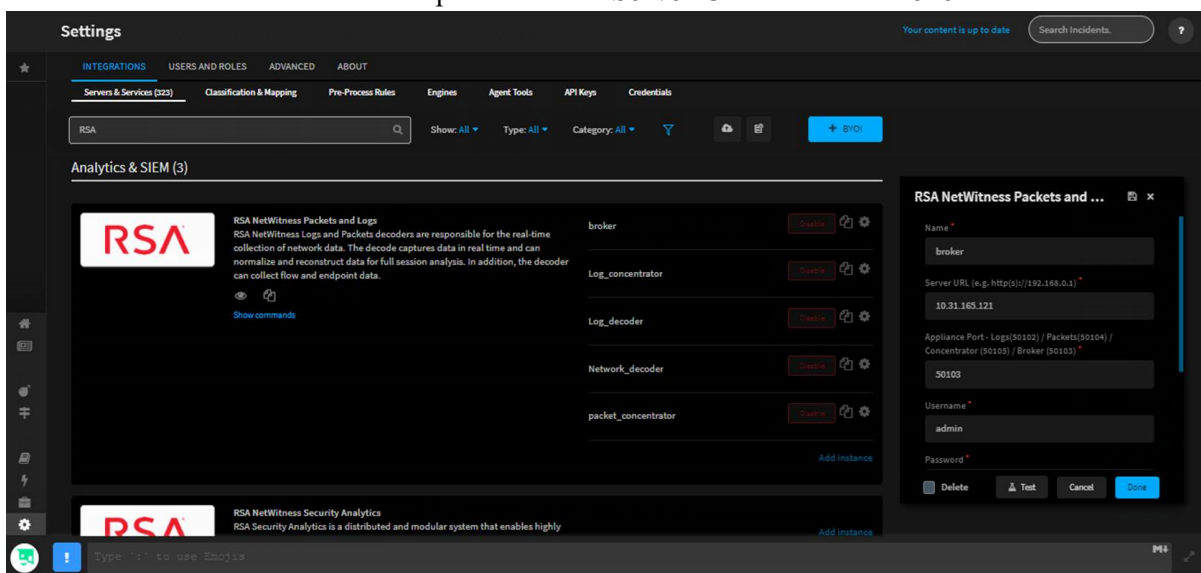 Settings
Your content is up to date
Search Incidents.
?
INTEGRATIONS USERS AND ROLES ADVANCED ABOUT
Servers & Services (323) Classification & Mapping Pre-Process Rules Engines Agent Tools API Keys Credentials
RSA
Show: All Type: All Category: All
+ BYOI
Analytics & SIEM (3)
RSA
RSA NetWitness Packets and Logs
RSA NetWitness Logs and Packets decoders are responsible for the real-time
collection of network data. The decode captures data in real time and can
normalize and reconstruct data for full session analysis. In addition, the decoder
can collect flow and endpoint data.
Show commands
broker Disable
Log_concentrator Disable
Log_decoder Disable
Network_decoder Disable
packet_concentrator Disable
Add instance
RSA
RSA NetWitness Security Analytics
RSA Security Analytics is a distributed and modular system that enables highly
Add instance
RSA NetWitness Packets and ...
Name *
broker
Server URL (e.g. http(s)://192.168.0.1) *
10.31.165.121
Appliance Port - Logs(50102) / Packets(50104) /
Concentrator (50105) / Broker (50103) *
50103
Username *
admin
Password *
Delete Test Cancel Done
! Type ':' to use Emojis
M↓